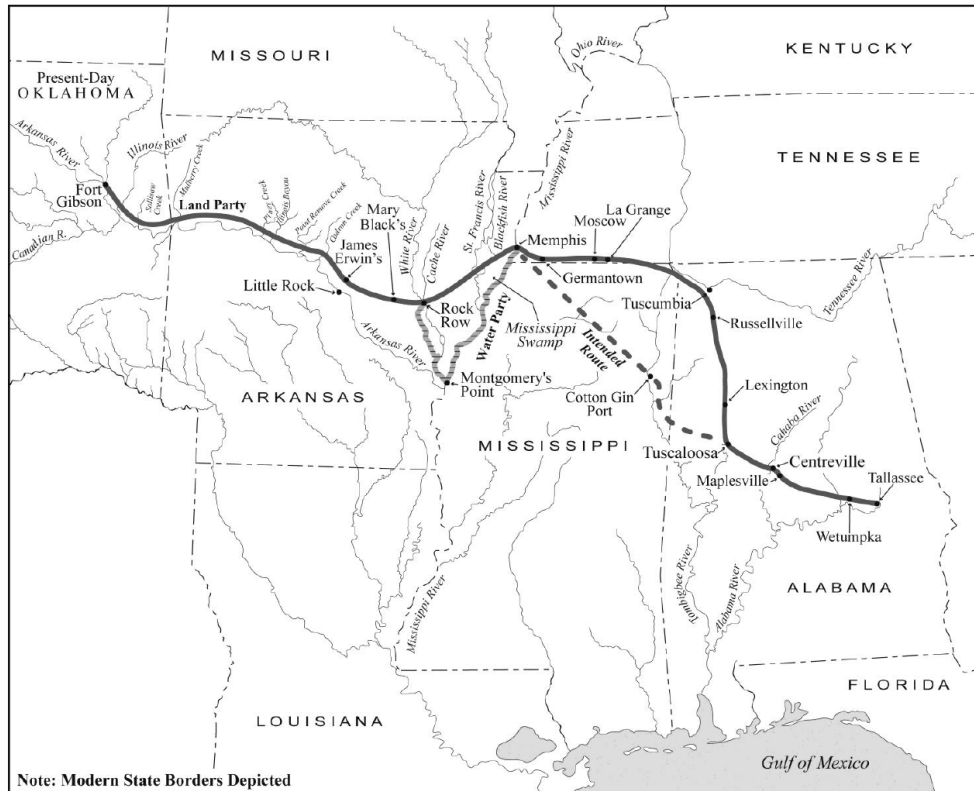 MISSOURI
Ohio River
KENTUCKY
Present-Day
OKLAHOMA
Arkansas River
Illinois River
Mulberry Creek
Mississippi River
TENNESSEE
Fort
Gibson
Sallisaw
Creek
Land Party
Illinois Bayou
Point Remove Creek
Cadron Creek
Mary
Black's
White River
Cache River
St. Francis River
Blackfish River
La Grange
Moscow
Memphis
Canadian R.
James
Erwin's
Germantown
Tennessee River
Little Rock
Rock
Row
Tuscumbia
Russellville
Water Party
Mississippi
Swamp
Intended
Route
Arkansas River
Montgomery's
Point
Lexington
ARKANSAS
Cotton Gin
Port
Cahaba River
MISSISSIPPI
Tuscaloosa
Centreville
Maplesville
Tallassee
Wetumpka
Tombigbee River
Alabama River
ALABAMA
Mississippi River
FLORIDA
LOUISIANA
Gulf of Mexico
Note: Modern State Borders Depicted